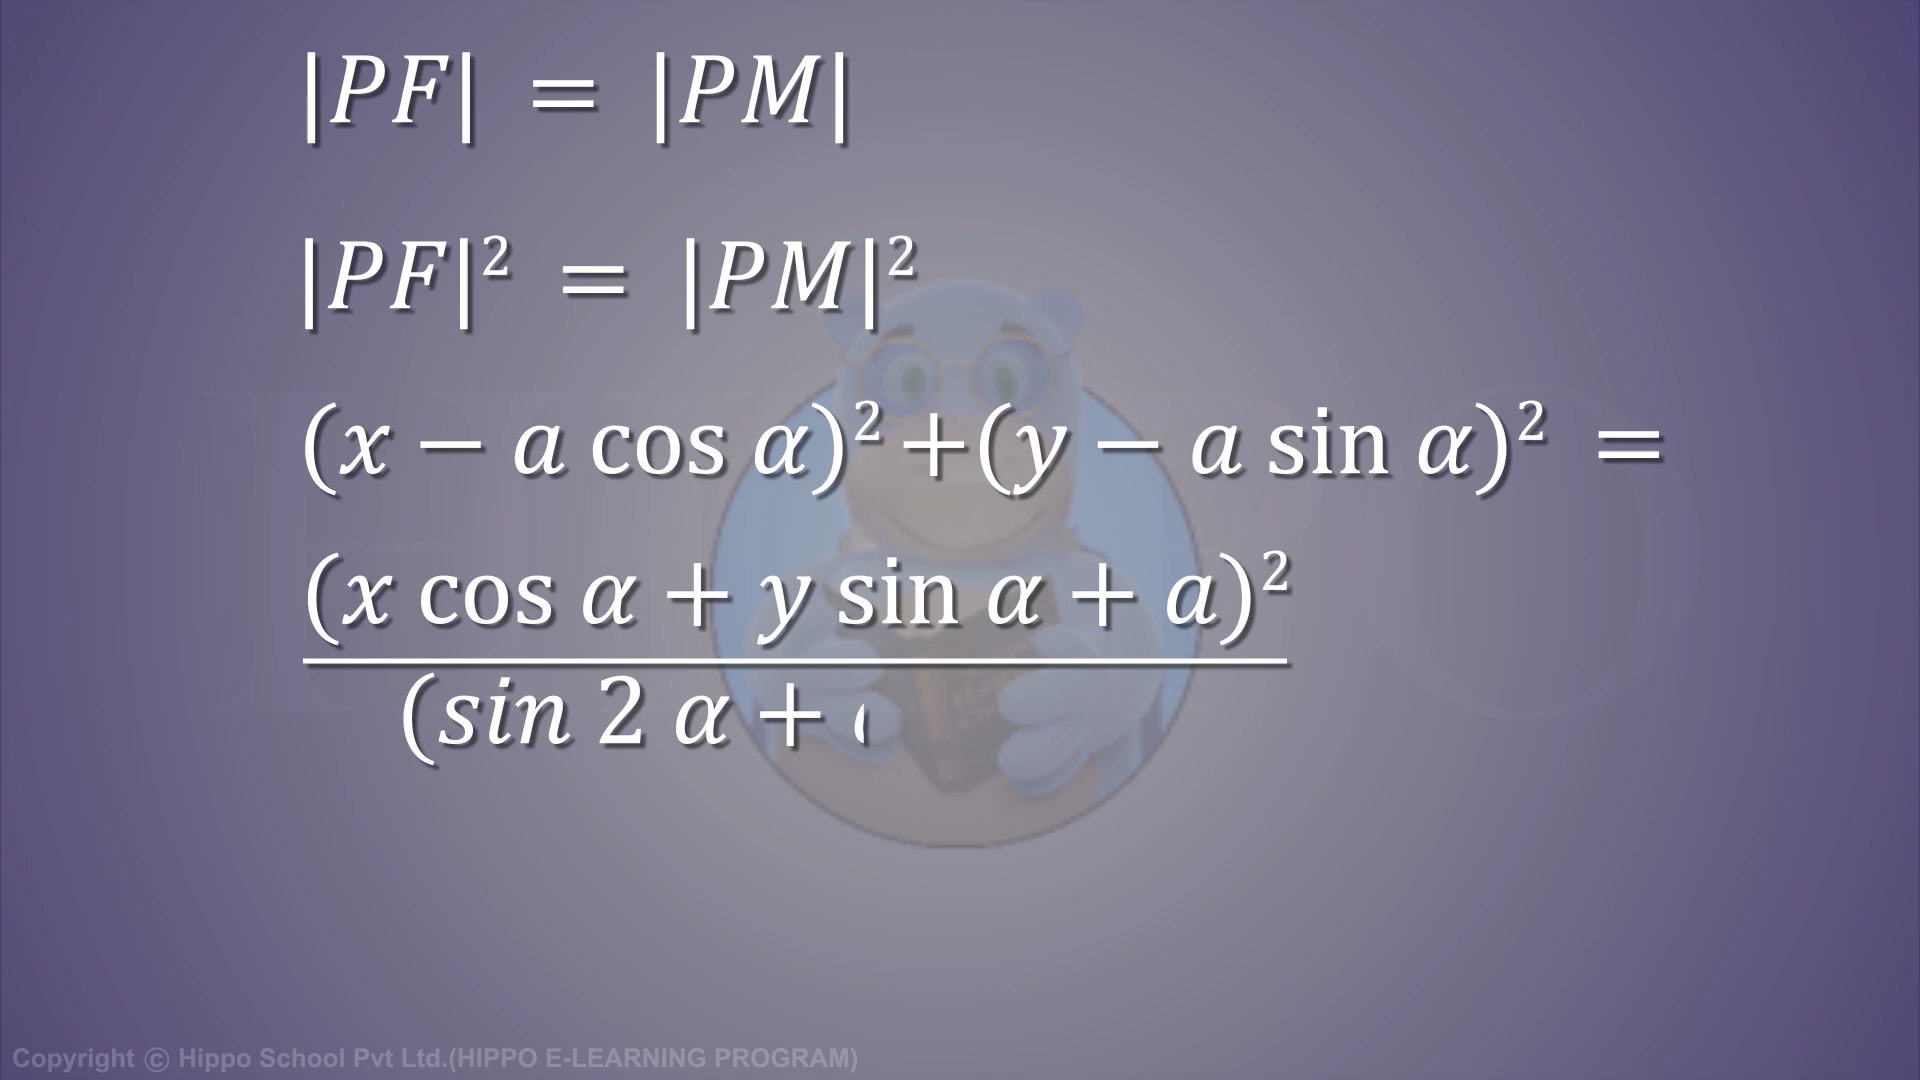 |PF| = |PM|
|PF|² = |PM|²
(x − a cos α)² +(y − a sin α)² =
(x cos α + y sin α + a)²
(sin 2 α +
Copyright © Hippo School Pvt Ltd.(HIPPO E-LEARNING PROGRAM)